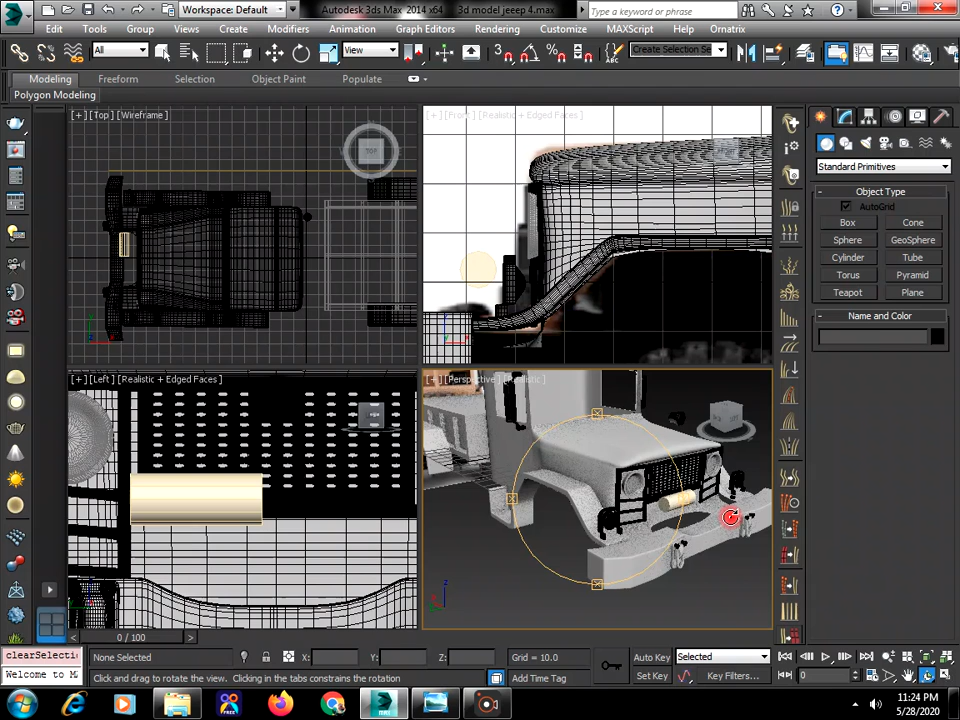 Workspace: Default
Autodesk 3ds Max 2014 x64
3d model jeeep 4.max
Type a keyword or phrase
Edit Tools Group Views Create Modifiers Animation Graph Editors Rendering Customize MAXScript Help Ornatrix
All
View
Create Selection Se
Modeling Freeform Selection Object Paint Populate
Polygon Modeling
[+] [Top] [Wireframe]
[+] [Front] [Realistic + Edged Faces]
TOP
Standard Primitives
Object Type
AutoGrid
Box Cone
Sphere GeoSphere
Cylinder Tube
Torus Pyramid
Teapot Plane
Name and Color
[+] [Left] [Realistic + Edged Faces]
[+] [Perspective] [Realistic]
0 / 100
clearSelecti
Welcome to M
None Selected
X:
Y:
Z:
Grid = 10.0
Auto Key
Selected
Click and drag to rotate the view. Clicking in the tabs constrains the rotation
Add Time Tag
Set Key
Key Filters...
0
11:24 PM
5/28/2020